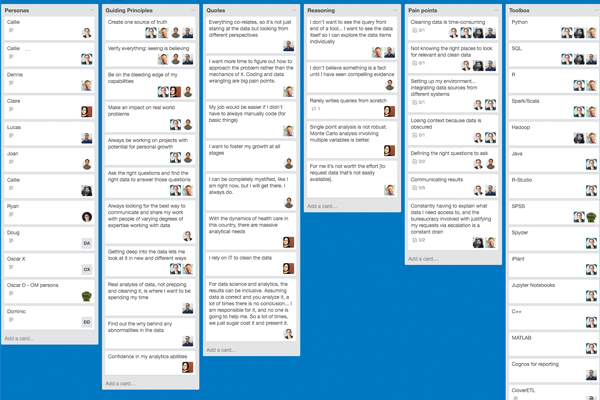 Personas
Callie
Callie ...
Dennis
Claire
Lucas
Joan
Callie
Ryan
Doug
DA
Oscar X
OX
Oscar D - OM persona
Dominic
DD
Add a card...
Guiding Principles
Create one source of truth
Verify everything: seeing is believing
Be on the bleeding edge of my
capabilities
Make an impact on real world
problems
Always be working on projects with
potential for personal growth
Ask the right questions and find the
right data to answer those questions
Always looking for the best way to
communicate and share my work
with people of varying degrees of
expertise working with data
Getting deep into the data lets me
look at it in new and different ways
Real analysis of data, not prepping
and cleaning it, is where I want to be
spending my time
Find out the why behind any
abnormalities in the data
Confidence in my analytics abilities
Add a card...
Quotes
Everything co-relates, so it's not just
staring at the data but looking from
different perspectives
I want more time to figure out how to
approach the problem rather than the
mechanics of it. Coding and data
wrangling are big pain points.
My job would be easier if I didn't
have to always manually code (for
basic things)
I want to foster my growth at all
stages
I can be completely mystified, like I
am right now, but I will get there. I
always do.
With the dynamics of health care in
this country, there are massive
analytical needs
I rely on IT to clean the data
For data science and analytics, the
results can be inclusive. Assuming
data is correct and you analyze it, a
lot of times there is no conclusion... I
am responsible for it, and no one is
going to help me. So a lot of times,
we just sugar coat it and present it.
Add a card...
Reasoning
I don't want to see the query front
end of a tool... I want to see the data
itself so I can explore the data items
individually
I don't believe something is a fact
until I have seen compelling evidence
Rarely writes queries from scratch
1
Single point analysis is not robust.
Monte Carlo analysis involving
multiple variables is better.
For me it's not worth the effort [to
request data that's not easily
available].
Add a card...
Pain points
Cleaning data is time-consuming
0/1
Not knowing the right places to look
for relevant and clean data
0/1
Setting up my environment...
integrating data sources from
different systems
0/1
Losing context because data is
obscured
0/1
Defining the right questions to ask
Communicating results
Constantly having to explain what
data I need access to, and the
bureaucracy involved with justifying
my requests via escalation is a
constant drain
Add a card...
Toolbox
Python
SQL
R
Spark/Scala
Hadoop
Java
R-Studio
SPSS
Spyder
iPlant
Jupyter Notebooks
C++
MATLAB
Cognos for reporting
CloverETL